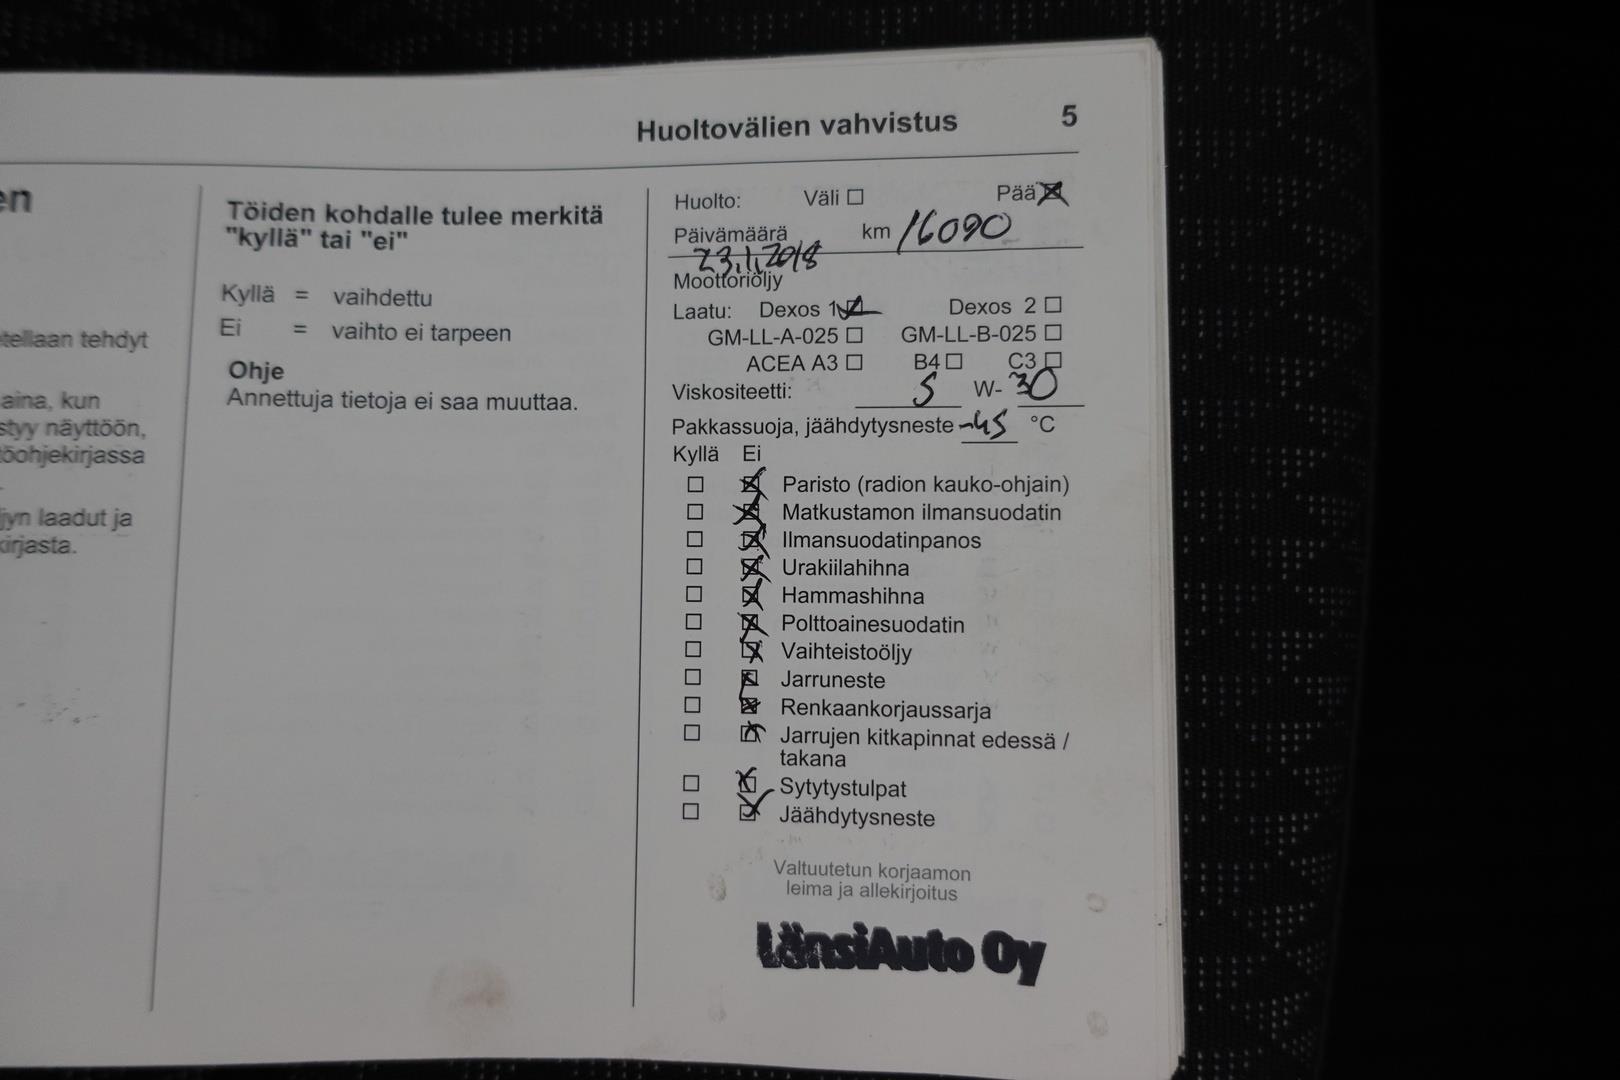 Huoltovälien vahvistus 5
en
tellaan tehdyt
aina, kun
styy näyttöön,
töohjekirjassa
jyn laadut ja
kirjasta.
Töiden kohdalle tulee merkitä
"kyllä" tai "ei"
Kyllä = vaihdettu
Ei = vaihto ei tarpeen
Ohje
Annettuja tietoja ei saa muuttaa.
Huolto: Väli ☐ Pää ☒
Päivämäärä km 16090
23.1.2018
Moottoriöljy
Laatu: Dexos 1 ☑ Dexos 2 ☐
GM-LL-A-025 ☐ GM-LL-B-025 ☐
ACEA A3 ☐ B4 ☐ C3 ☐
Viskositeetti: 5 W- 30
Pakkassuoja, jäähdytysneste -45 °C
Kyllä Ei
☐ ☒ Paristo (radion kauko-ohjain)
☐ ☒ Matkustamon ilmansuodatin
☐ ☒ Ilmansuodatinpanos
☐ ☒ Urakiilahihna
☐ ☒ Hammashihna
☐ ☒ Polttoainesuodatin
☐ ☒ Vaihteistoöljy
☐ ☒ Jarruneste
☐ ☒ Renkaankorjaussarja
☐ ☒ Jarrujen kitkapinnat edessä /
takana
☐ ☒ Sytytystulpat
☐ ☒ Jäähdytysneste
Valtuutetun korjaamon
leima ja allekirjoitus
LänsiAuto Oy